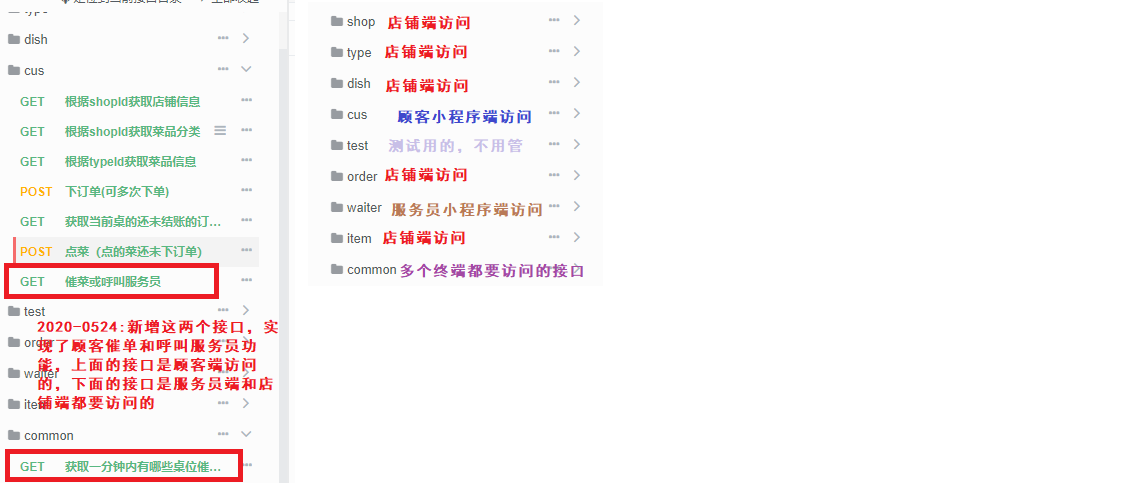 dish
cus
GET 根据shopId获取店铺信息
GET 根据shopId获取菜品分类
GET 根据typeId获取菜品信息
POST 下订单(可多次下单)
GET 获取当前桌的还未结账的订...
POST 点菜（点的菜还未下订单）
GET 催菜或呼叫服务员
test
2020-0524:新增这两个接口，实
现了顾客催单和呼叫服务员功
order
能，上面的接口是顾客端访问
waiter
的，下面的接口是服务员端和店
item
铺端都要访问的
common
GET 获取一分钟内有哪些桌位催...
shop 店铺端访问
type 店铺端访问
dish 店铺端访问
cus 顾客小程序端访问
test 测试用的，不用管
order 店铺端访问
waiter 服务员小程序端访问
item 店铺端访问
common 多个终端都要访问的接口